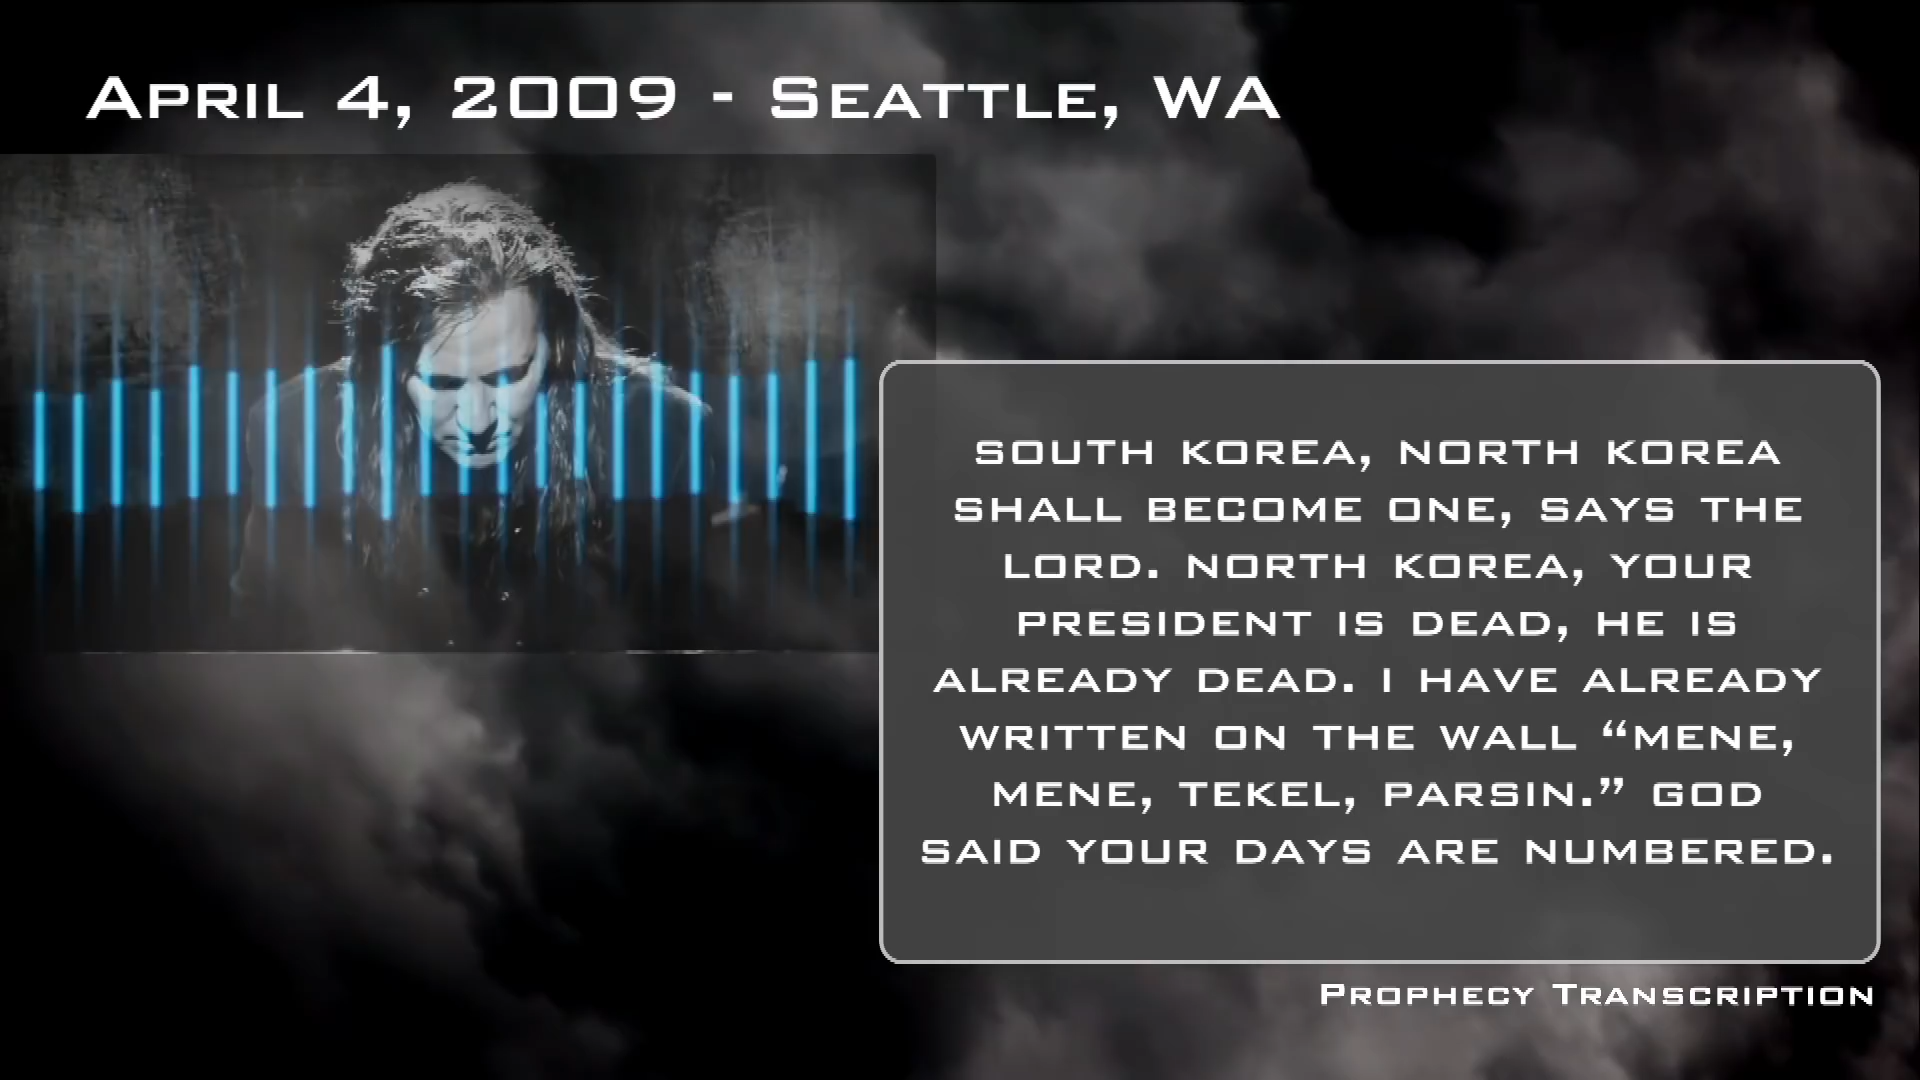 April 4, 2009 - Seattle, WA
SOUTH KOREA, NORTH KOREA
SHALL BECOME ONE, SAYS THE
LORD. NORTH KOREA, YOUR
PRESIDENT IS DEAD, HE IS
ALREADY DEAD. I HAVE ALREADY
WRITTEN ON THE WALL “MENE,
MENE, TEKEL, PARSIN.” GOD
SAID YOUR DAYS ARE NUMBERED.
Prophecy Transcription